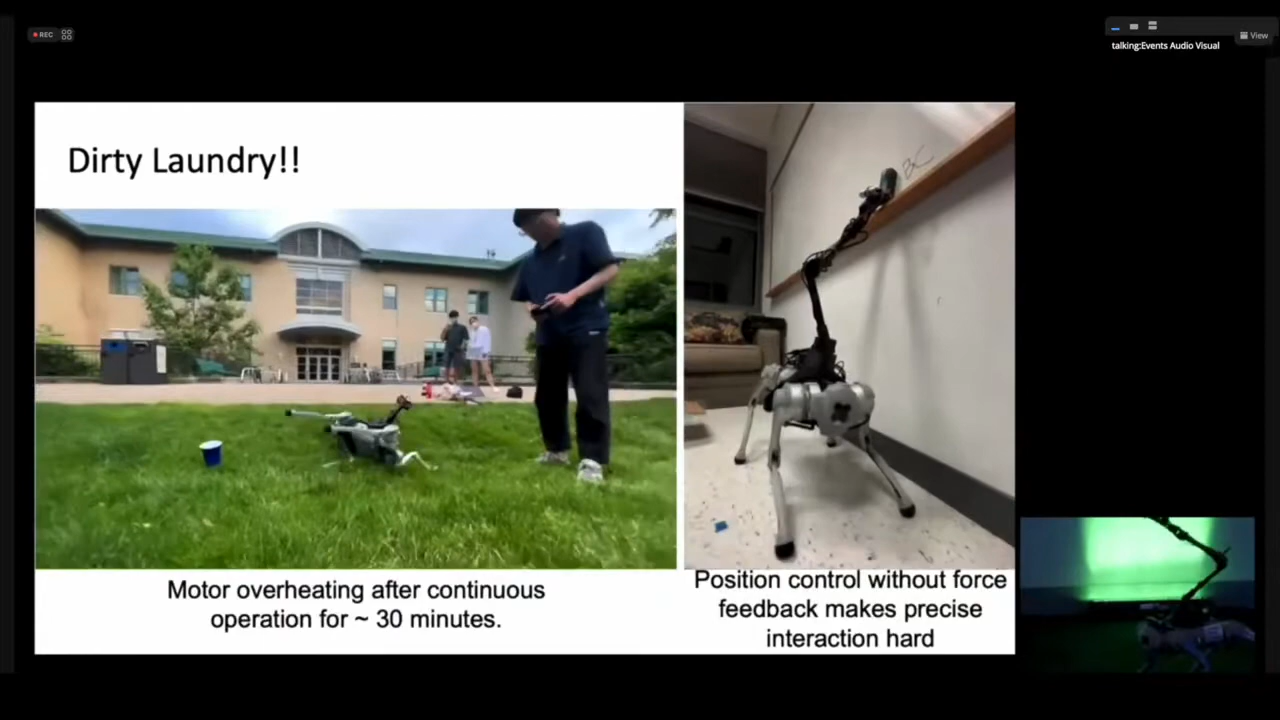 REC
talking:Events Audio Visual
View
Dirty Laundry!!
BC
Motor overheating after continuous
operation for ~ 30 minutes.
Position control without force
feedback makes precise
interaction hard